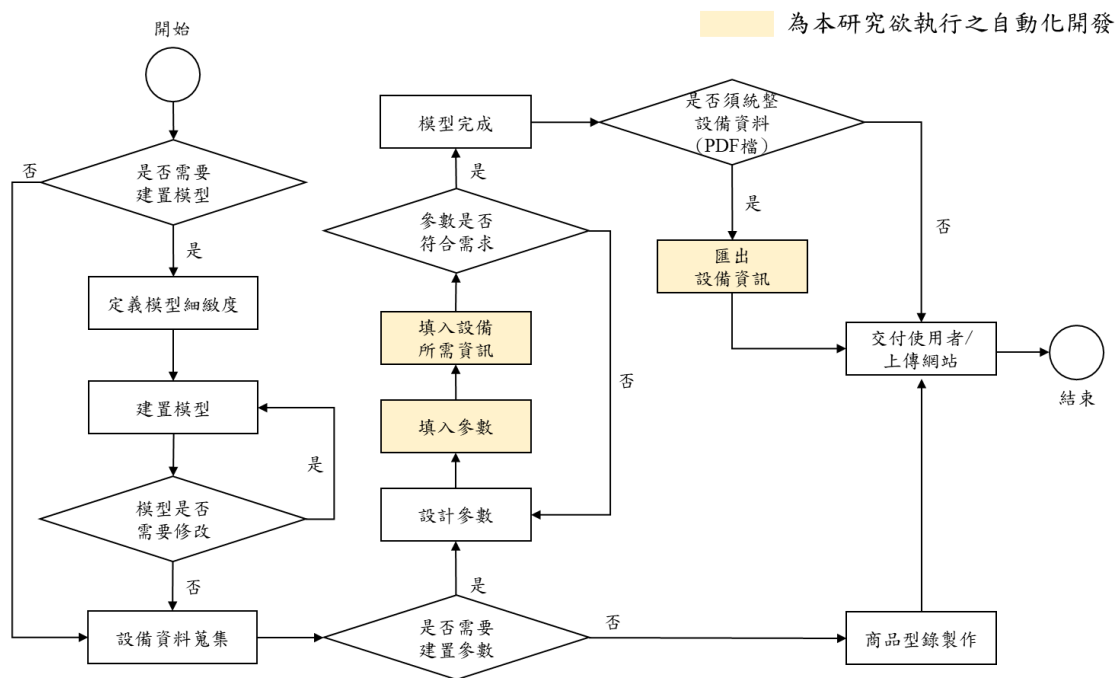 為本研究欲執行之自動化開發
開始
是否需要
建置模型
否
是
定義模型細緻度
建置模型
是
模型是否
需要修改
否
設備資料蒐集
是否需要
建置參數
是
否
設計參數
填入參數
填入設備
所需資訊
參數是否
符合需求
是
否
模型完成
是否須統整
設備資料
（PDF檔）
是
否
匯出
設備資訊
交付使用者/
上傳網站
商品型錄製作
結束